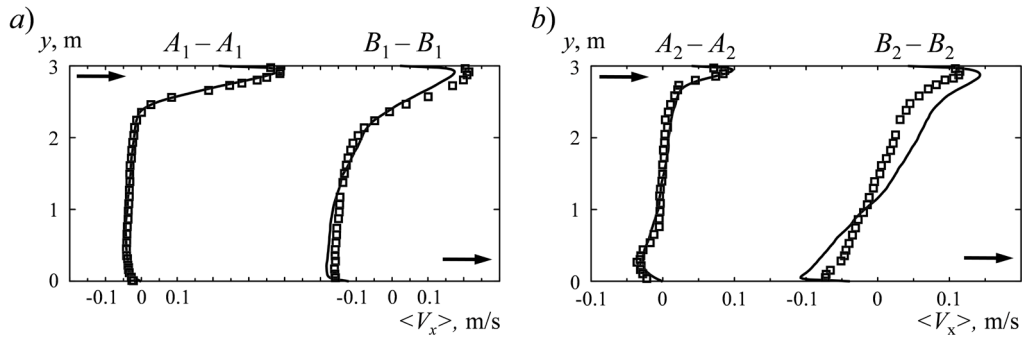 a)
y, m
A₁ – A₁
B₁ – B₁
3
2
1
0
-0.1 0 0.1 -0.1 0 0.1
<Vₓ>, m/s
b)
y, m
A₂ – A₂
B₂ – B₂
3
2
1
0
-0.1 0 0.1 -0.1 0 0.1
<Vₓ>, m/s